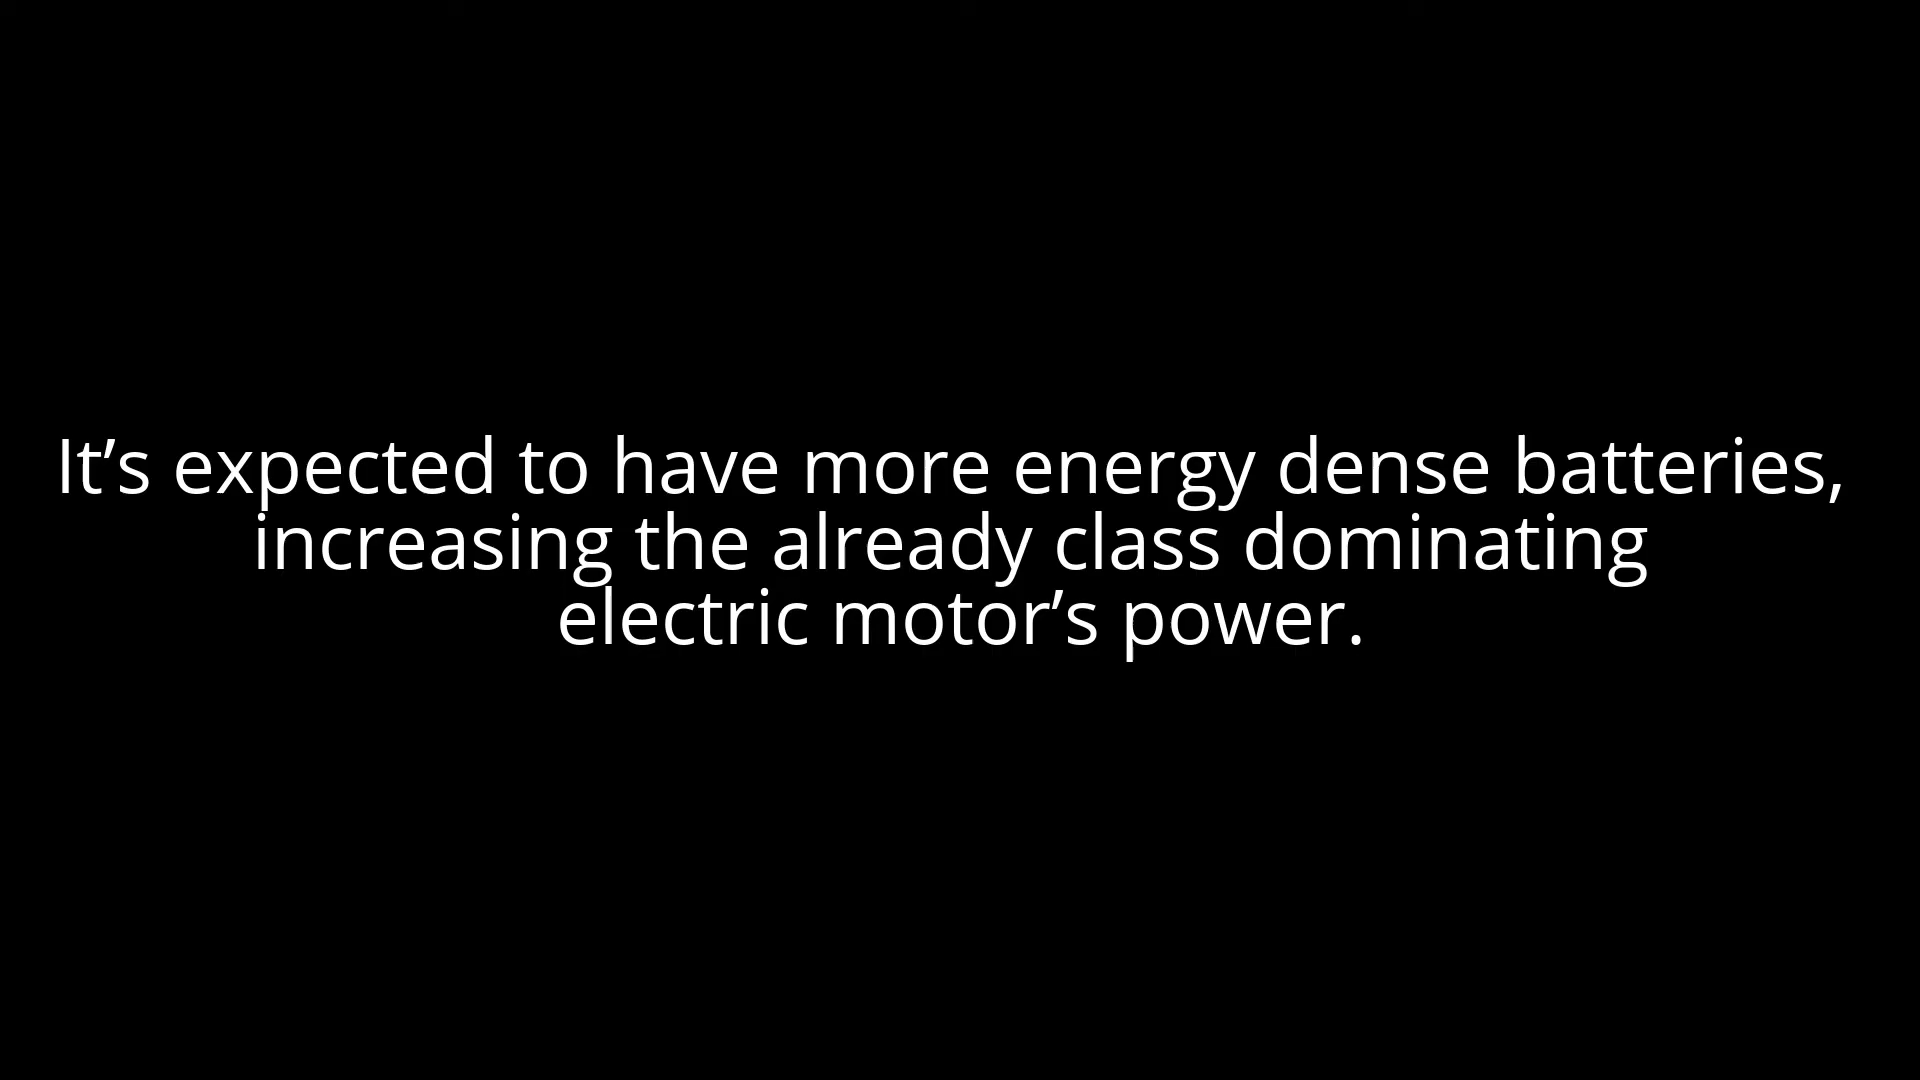 It’s expected to have more energy dense batteries,
increasing the already class dominating
electric motor’s power.